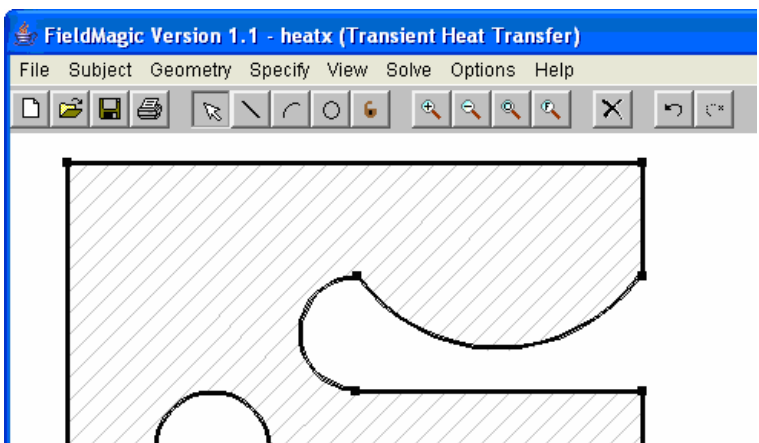 FieldMagic Version 1.1 - heatx (Transient Heat Transfer)
File Subject Geometry Specify View Solve Options Help